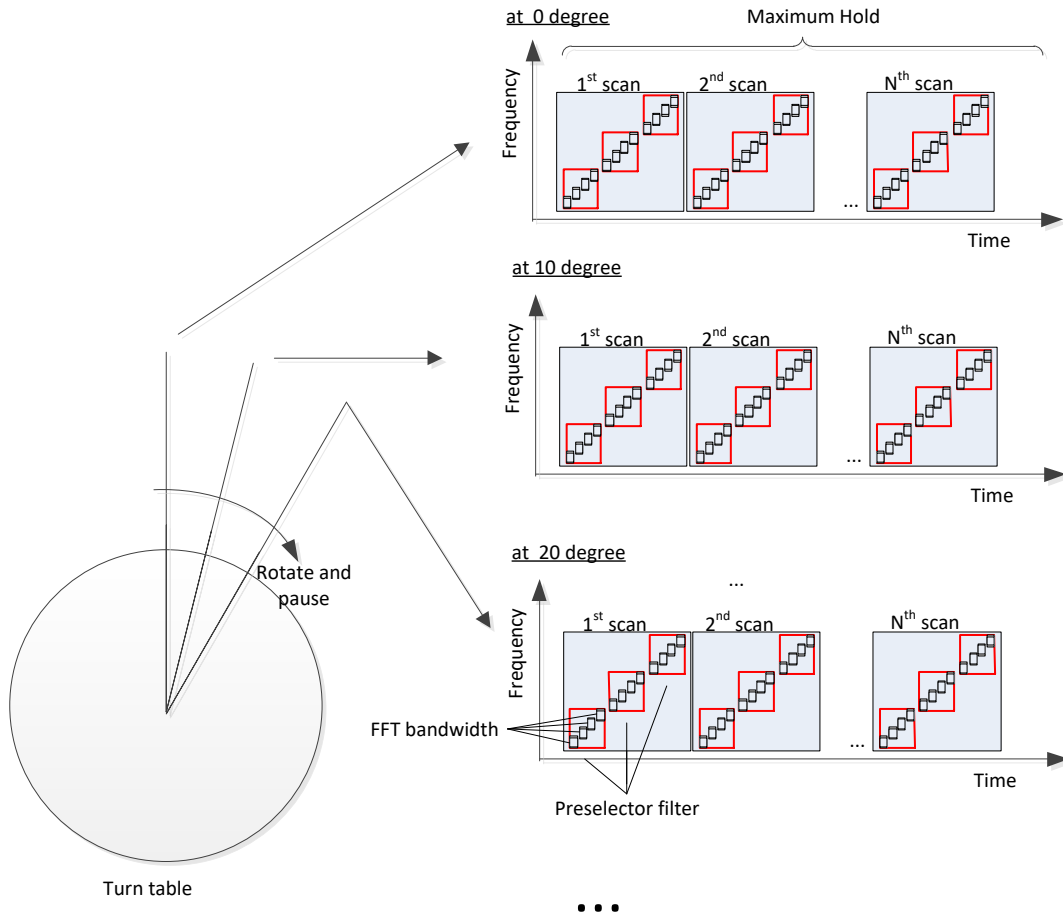 at 0 degree
Maximum Hold
1st scan
2nd scan
Nth scan
Frequency
...
Time
at 10 degree
1st scan
2nd scan
Nth scan
Frequency
...
Time
at 20 degree
...
1st scan
2nd scan
Nth scan
Frequency
...
Time
Rotate and
pause
FFT bandwidth
Preselector filter
Turn table
...